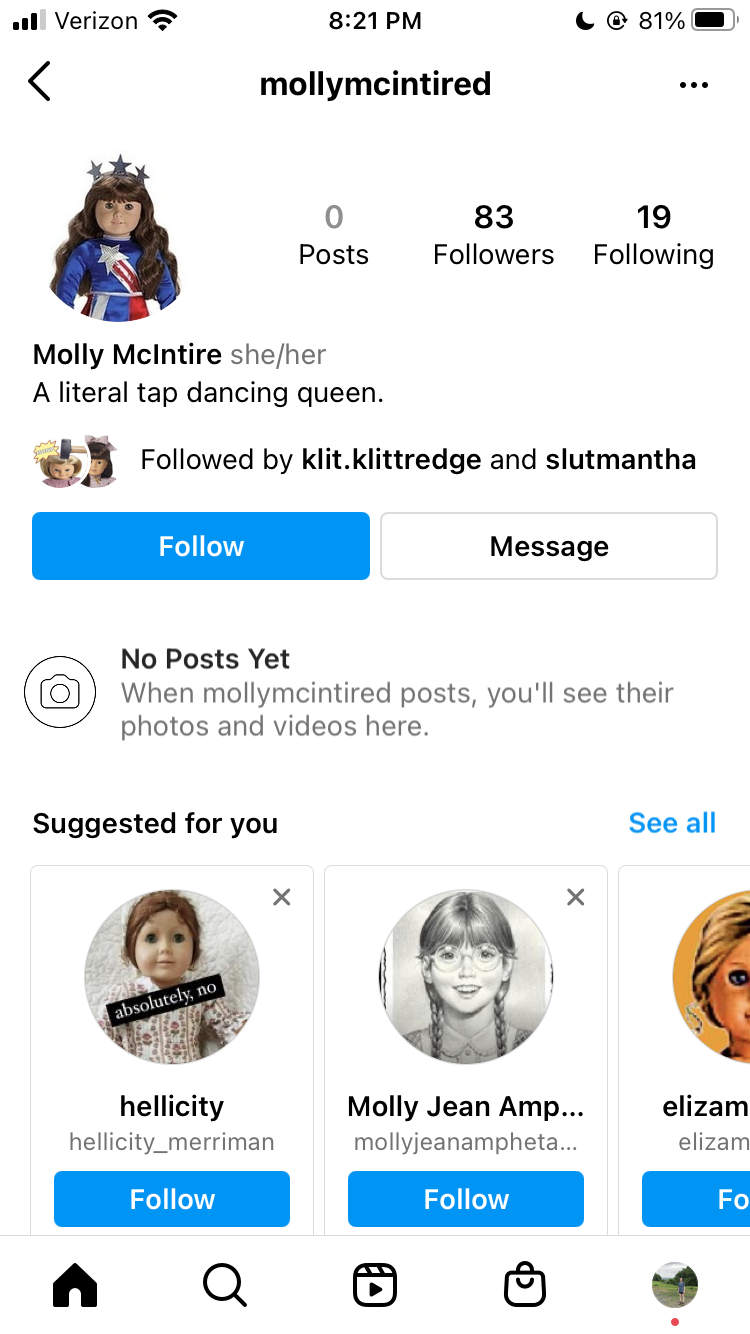 Verizon 8:21 PM 81%
mollymcintired
0 83 19
Posts Followers Following
Molly McIntire she/her
A literal tap dancing queen.
Followed by klit.klittredge and slutmantha
Follow Message
No Posts Yet
When mollymcintired posts, you'll see their
photos and videos here.
Suggested for you See all
absolutely, no
hellicity Molly Jean Amp... elizam
hellicity_merriman mollyjeanampheta... elizam
Follow Follow Fo